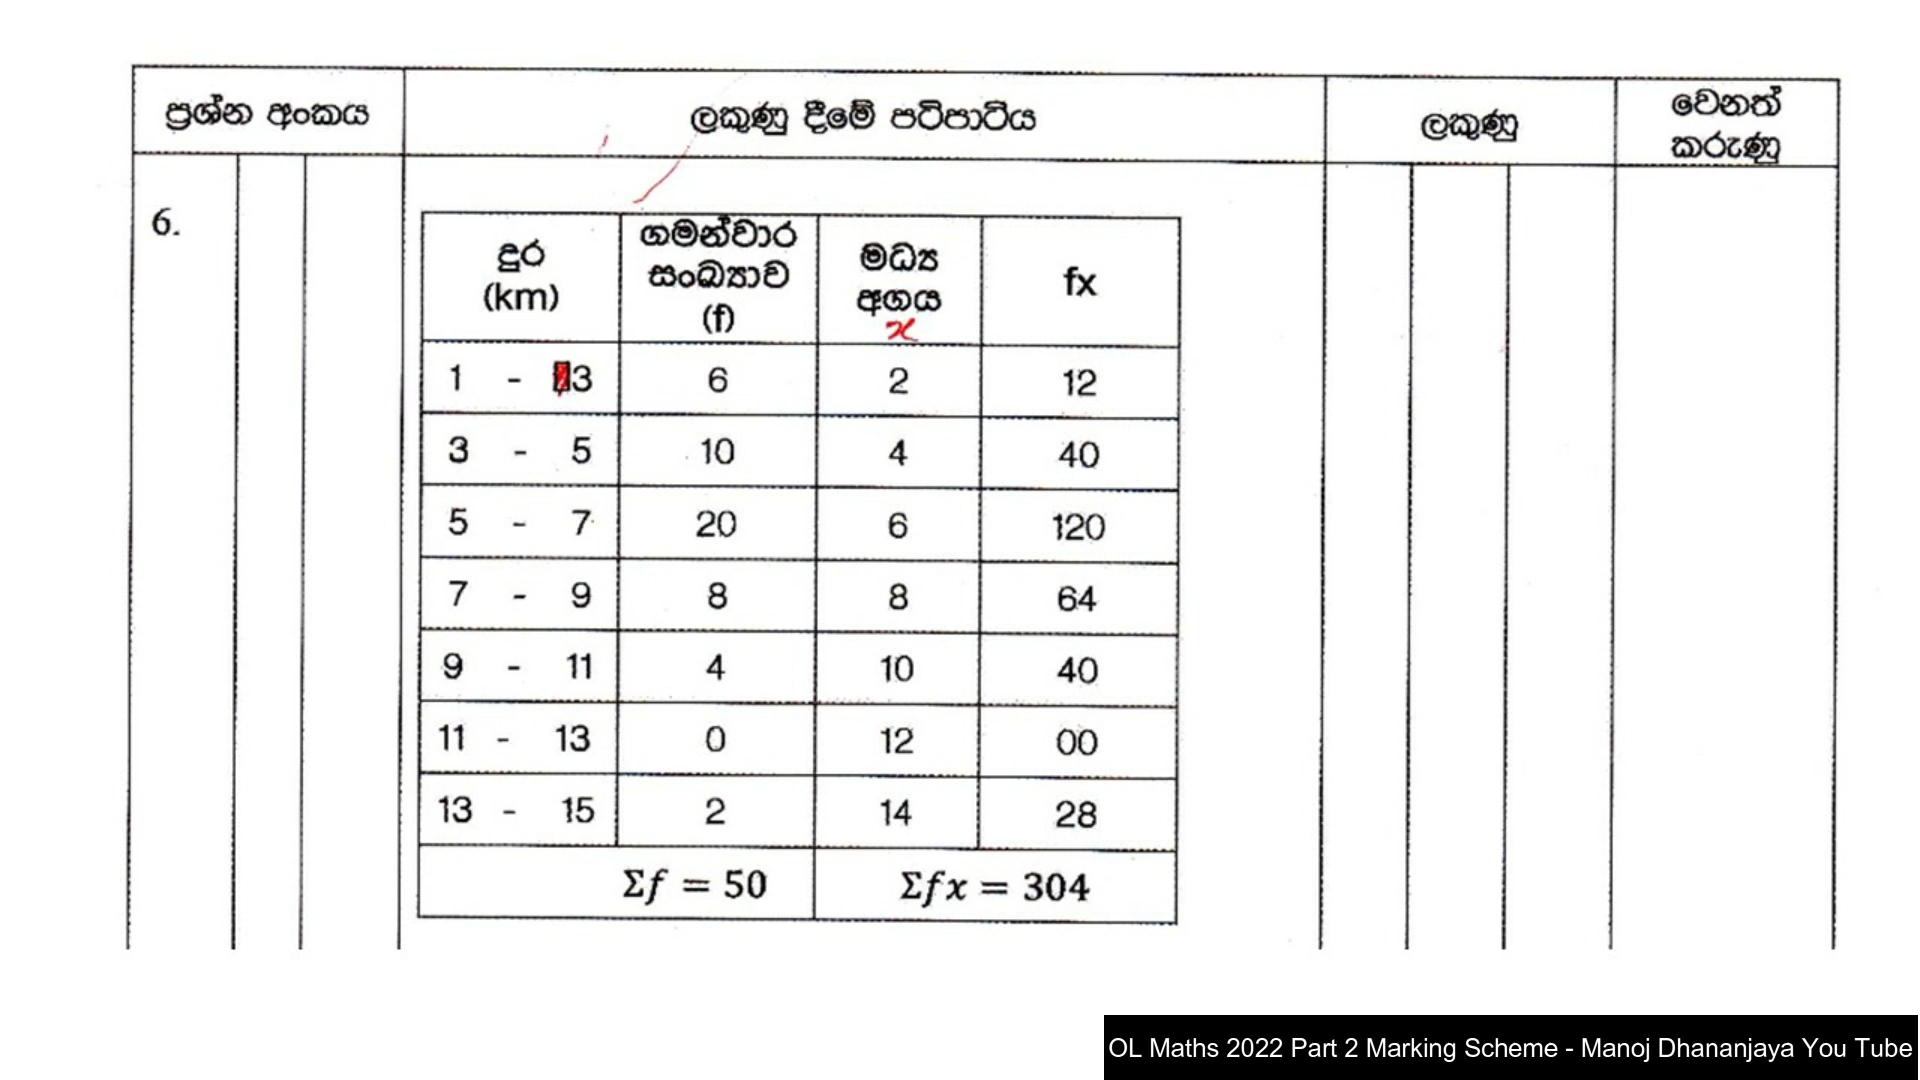 ප්‍රශ්න අංකය ලකුණු දීමේ පටිපාටිය ලකුණු වෙනත් කරුණු
6.
දුර (km) ගමන්වාර සංඛ්‍යාව (f) මධ්‍ය අගය x fx
1 - 3 6 2 12
3 - 5 10 4 40
5 - 7 20 6 120
7 - 9 8 8 64
9 - 11 4 10 40
11 - 13 0 12 00
13 - 15 2 14 28
Σf = 50 Σfx = 304
OL Maths 2022 Part 2 Marking Scheme - Manoj Dhananjaya You Tube